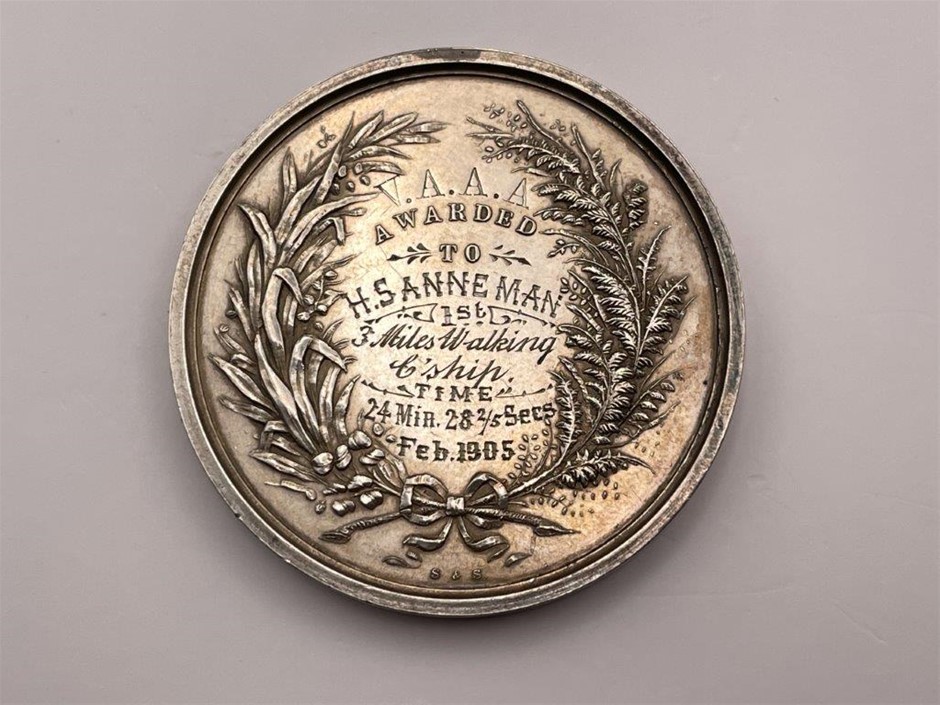 V.A.A.A
AWARDED
TO
H.SANNEMAN
1st
3 Miles Walking
C'ship.
TIME
24 Min. 28 2/5 Secs
Feb. 1905
S & S